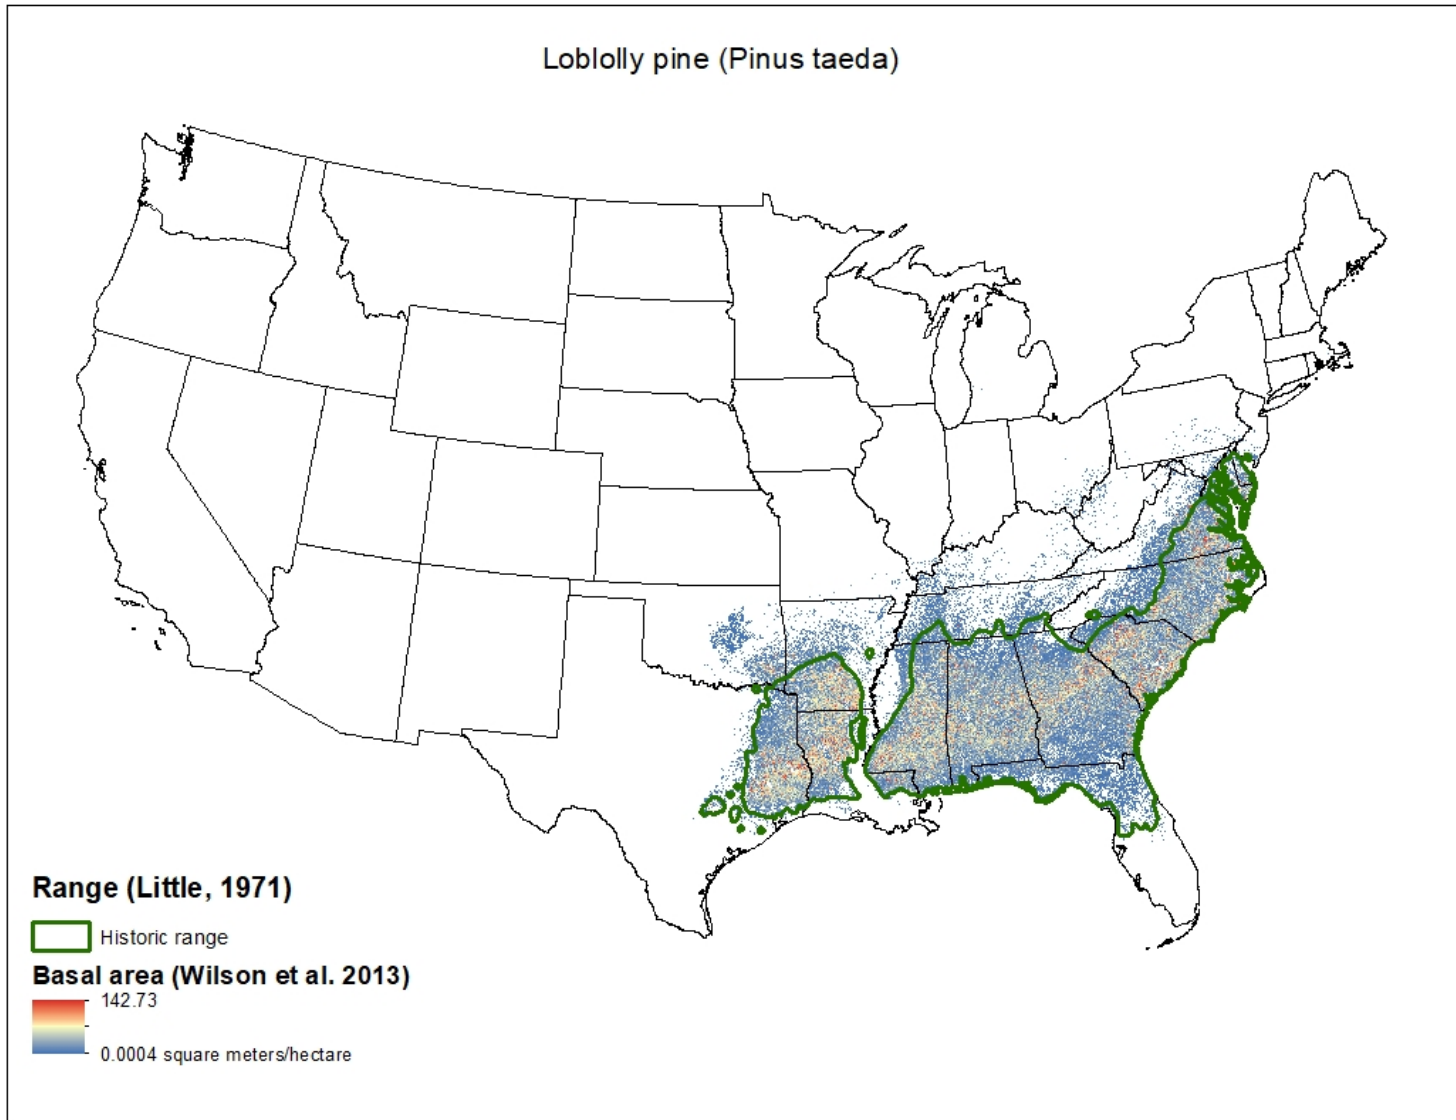 Loblolly pine (Pinus taeda)
Range (Little, 1971)
Historic range
Basal area (Wilson et al. 2013)
142.73
0.0004 square meters/hectare